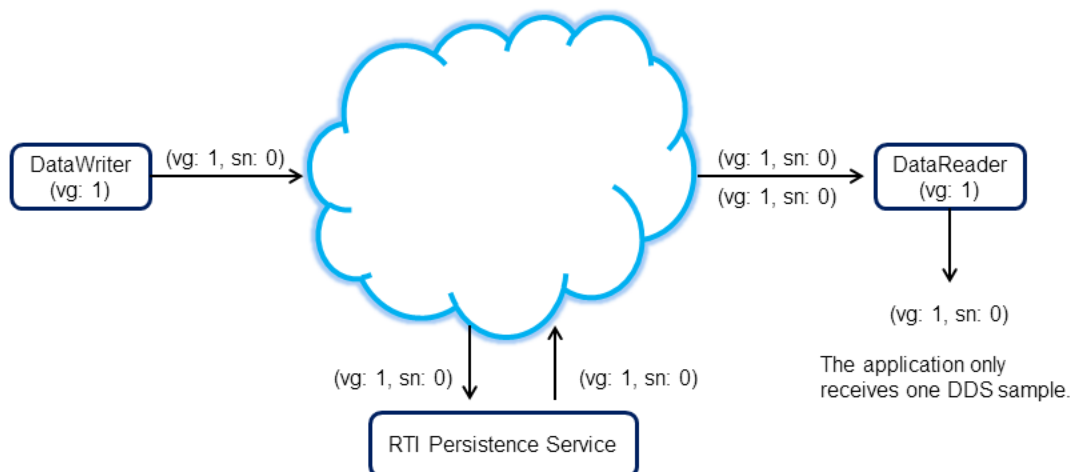 DataWriter
(vg: 1)
(vg: 1, sn: 0)
(vg: 1, sn: 0)
(vg: 1, sn: 0)
DataReader
(vg: 1)
(vg: 1, sn: 0)
The application only
receives one DDS sample.
(vg: 1, sn: 0)
(vg: 1, sn: 0)
RTI Persistence Service